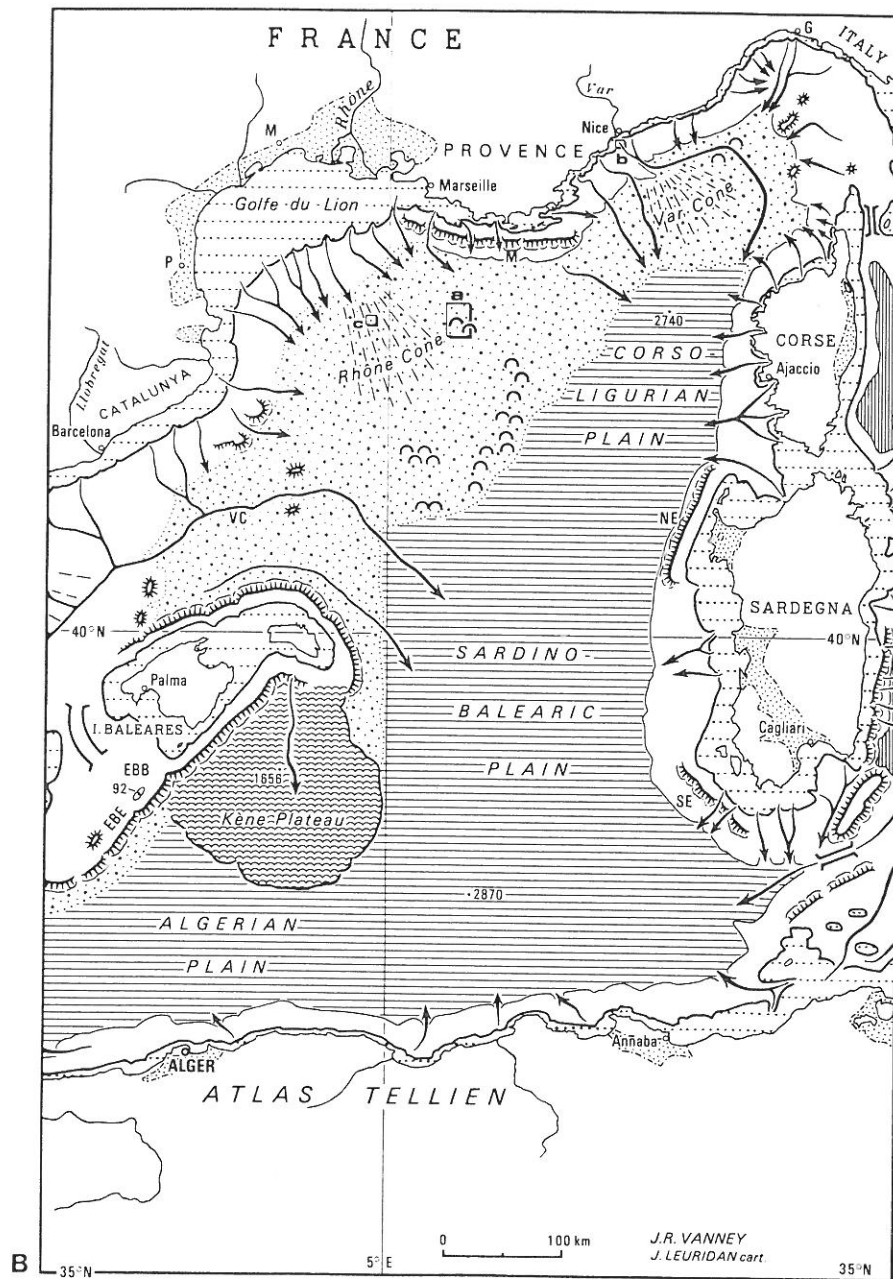 FRANCE
G
ITALY
Rhône
Var
M
Nice
PROVENCE
b
Marseille
Golfe-du-Lion
Var Cone
M
P
a
2740
c
CORSO-
CORSE
Rhône Cone
Ajaccio
LIGURIAN
Llobregat
CATALUNYA
PLAIN
Barcelona
VC
NE
SARDEGNA
40°N
40°N
SARDINO-
Palma
BALEARIC
I.BALEARES
Cagliari
PLAIN
EBB
1656
92
SE
EBE
Kène-Plateau
2870
ALGERIAN
PLAIN
Annaba
ALGER
ATLAS TELLIEN
0 100 km
J.R. VANNEY
J. LEURIDAN cart.
B
35°N
5°E
35°N